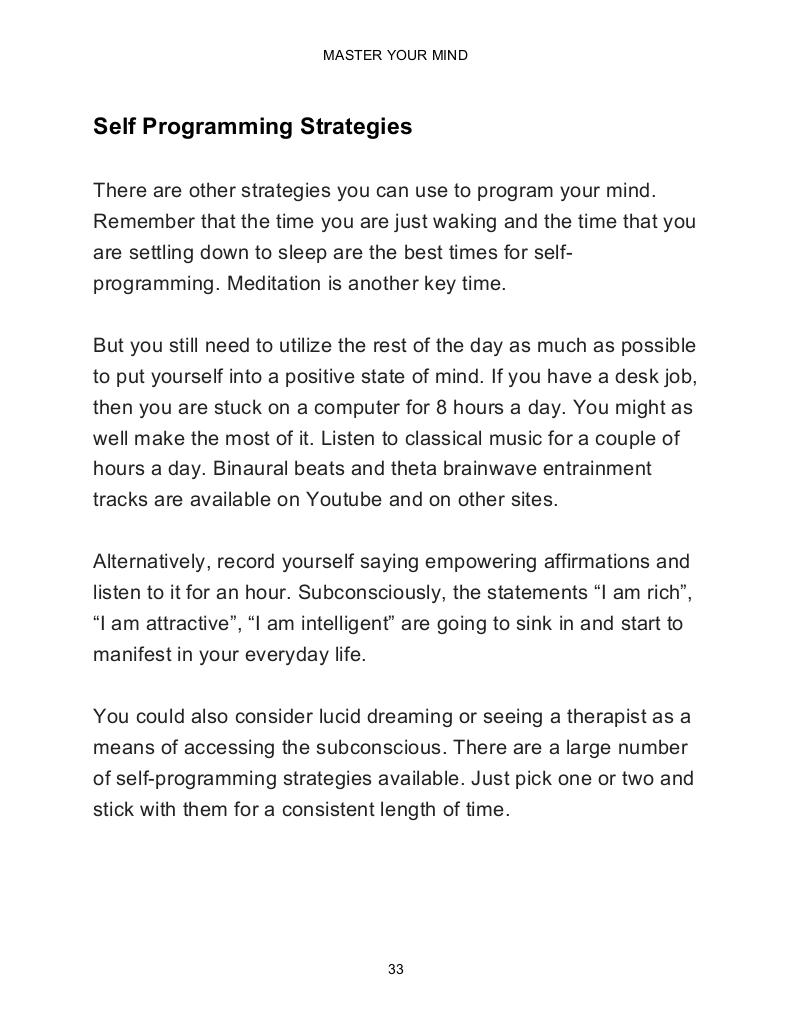 MASTER YOUR MIND
Self Programming Strategies
There are other strategies you can use to program your mind.
Remember that the time you are just waking and the time that you
are settling down to sleep are the best times for self-
programming. Meditation is another key time.
But you still need to utilize the rest of the day as much as possible
to put yourself into a positive state of mind. If you have a desk job,
then you are stuck on a computer for 8 hours a day. You might as
well make the most of it. Listen to classical music for a couple of
hours a day. Binaural beats and theta brainwave entrainment
tracks are available on Youtube and on other sites.
Alternatively, record yourself saying empowering affirmations and
listen to it for an hour. Subconsciously, the statements “I am rich”,
“I am attractive”, “I am intelligent” are going to sink in and start to
manifest in your everyday life.
You could also consider lucid dreaming or seeing a therapist as a
means of accessing the subconscious. There are a large number
of self-programming strategies available. Just pick one or two and
stick with them for a consistent length of time.
33